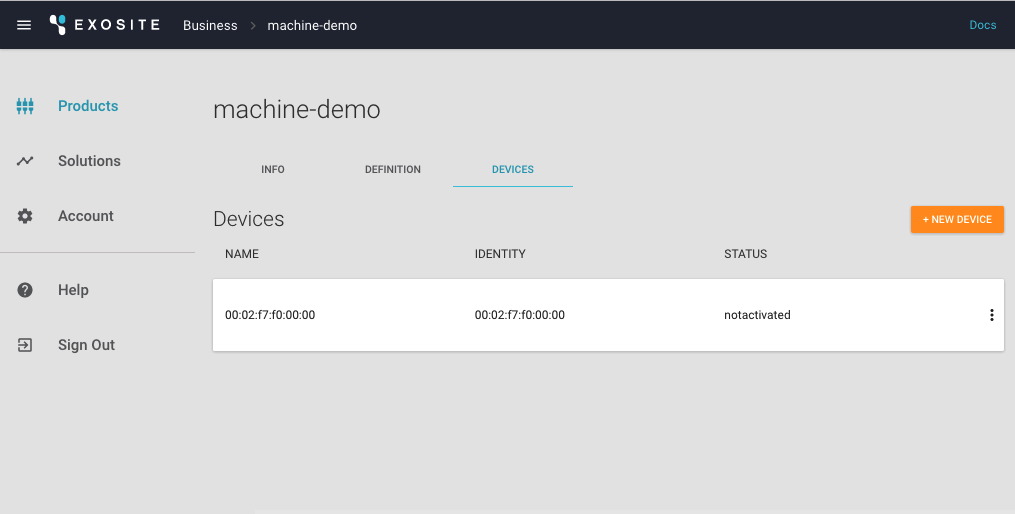 EXOSITE Business > machine-demo Docs
Products
Solutions
Account
Help
Sign Out
machine-demo
INFO DEFINITION DEVICES
Devices
+ NEW DEVICE
NAME IDENTITY STATUS
00:02:f7:f0:00:00 00:02:f7:f0:00:00 notactivated